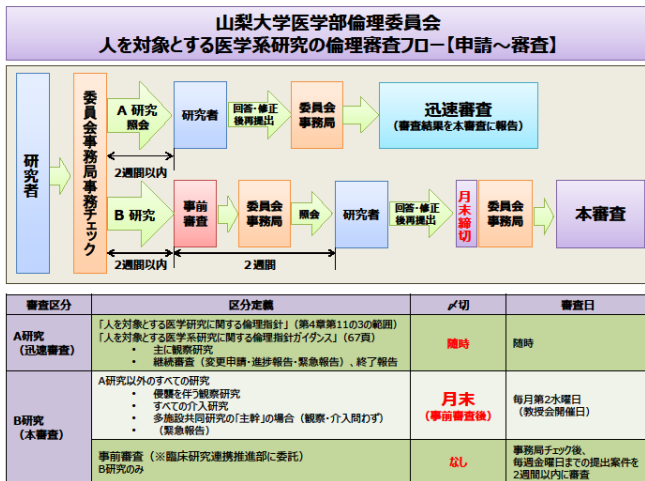 山梨大学医学部倫理委員会
人を対象とする医学系研究の倫理審査フロー【申請～審査】
研究者
委員会事務局事務チェック
A 研究
照会
2週間以内
研究者
回答・修正
後再提出
委員会
事務局
迅速審査
(審査結果を本審査に報告)
B 研究
2週間以内
事前
審査
委員会
事務局
2週間
照会
研究者
回答・修正
後再提出
月末締切
委員会
事務局
本審査
審査区分
区分定義
〆切
審査日
A研究
(迅速審査)
「人を対象とする医学研究に関する倫理指針」(第4章第11の3の範囲)
「人を対象とする医学系研究に関する倫理指針ガイダンス」(67頁)
• 主に観察研究
• 継続審査(変更申請・進捗報告・緊急報告)、終了報告
随時
随時
B研究
(本審査)
A研究以外のすべての研究
• 侵襲を伴う観察研究
• すべての介入研究
• 多施設共同研究の「主幹」の場合(観察・介入問わず)
• (緊急報告)
月末
(事前審査後)
毎月第2水曜日
(教授会開催日)
事前審査(※臨床研究連携推進部に委託)
B研究のみ
なし
事務局チェック後、
毎週金曜日までの提出案件を
2週間以内に審査